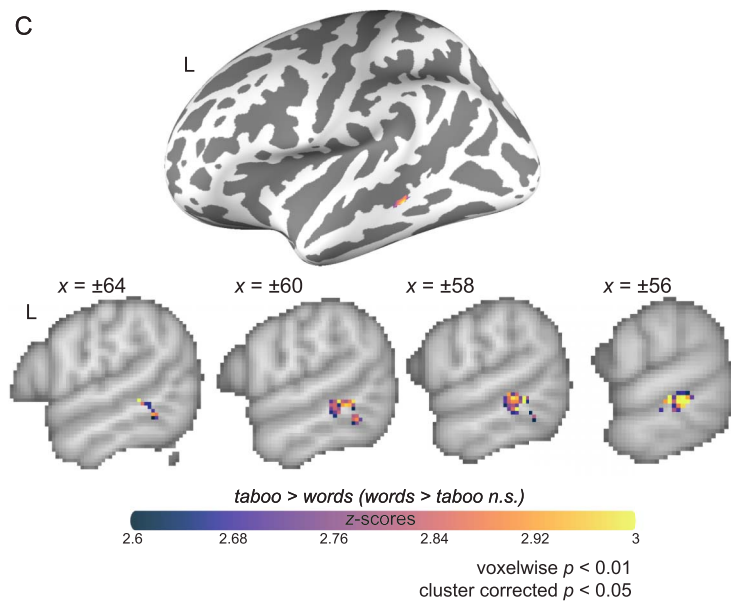 C
L
x = ±64
x = ±60
x = ±58
x = ±56
L
taboo > words (words > taboo n.s.)
z-scores
2.6 2.68 2.76 2.84 2.92 3
voxelwise p < 0.01
cluster corrected p < 0.05